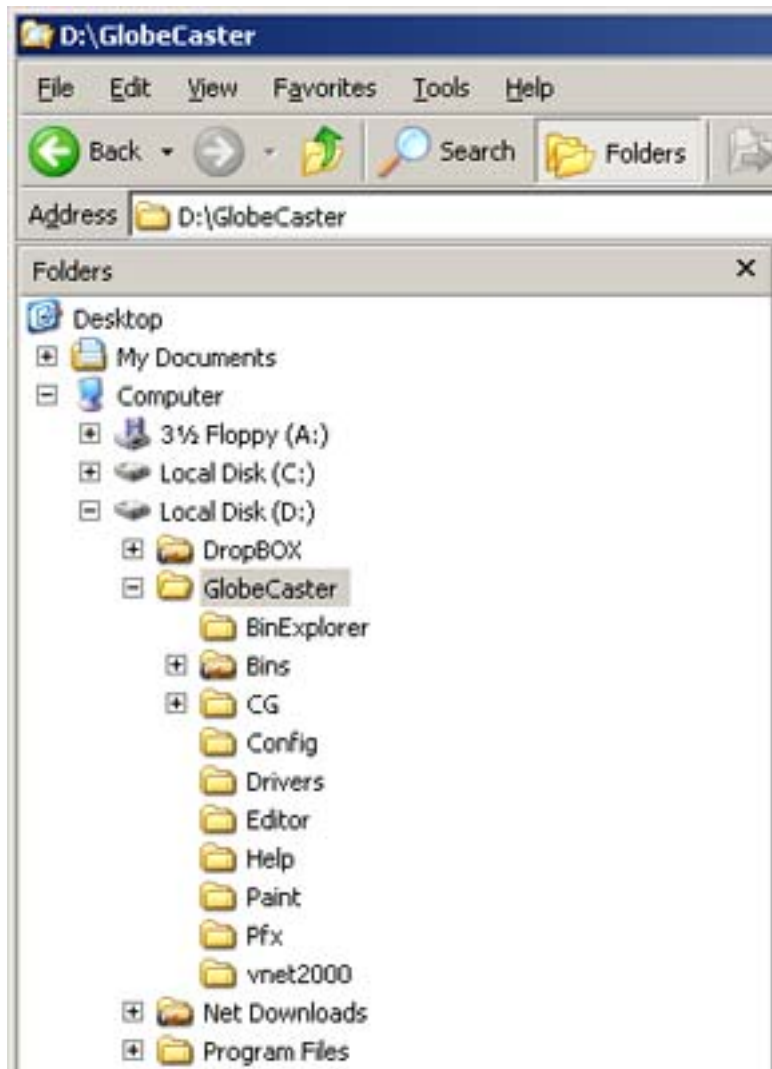 D:\GlobeCaster
File Edit View Favorites Tools Help
Back Search Folders
Address D:\GlobeCaster
Folders
Desktop
My Documents
Computer
3½ Floppy (A:)
Local Disk (C:)
Local Disk (D:)
DropBOX
GlobeCaster
BinExplorer
Bins
CG
Config
Drivers
Editor
Help
Paint
Pfx
vnet2000
Net Downloads
Program Files